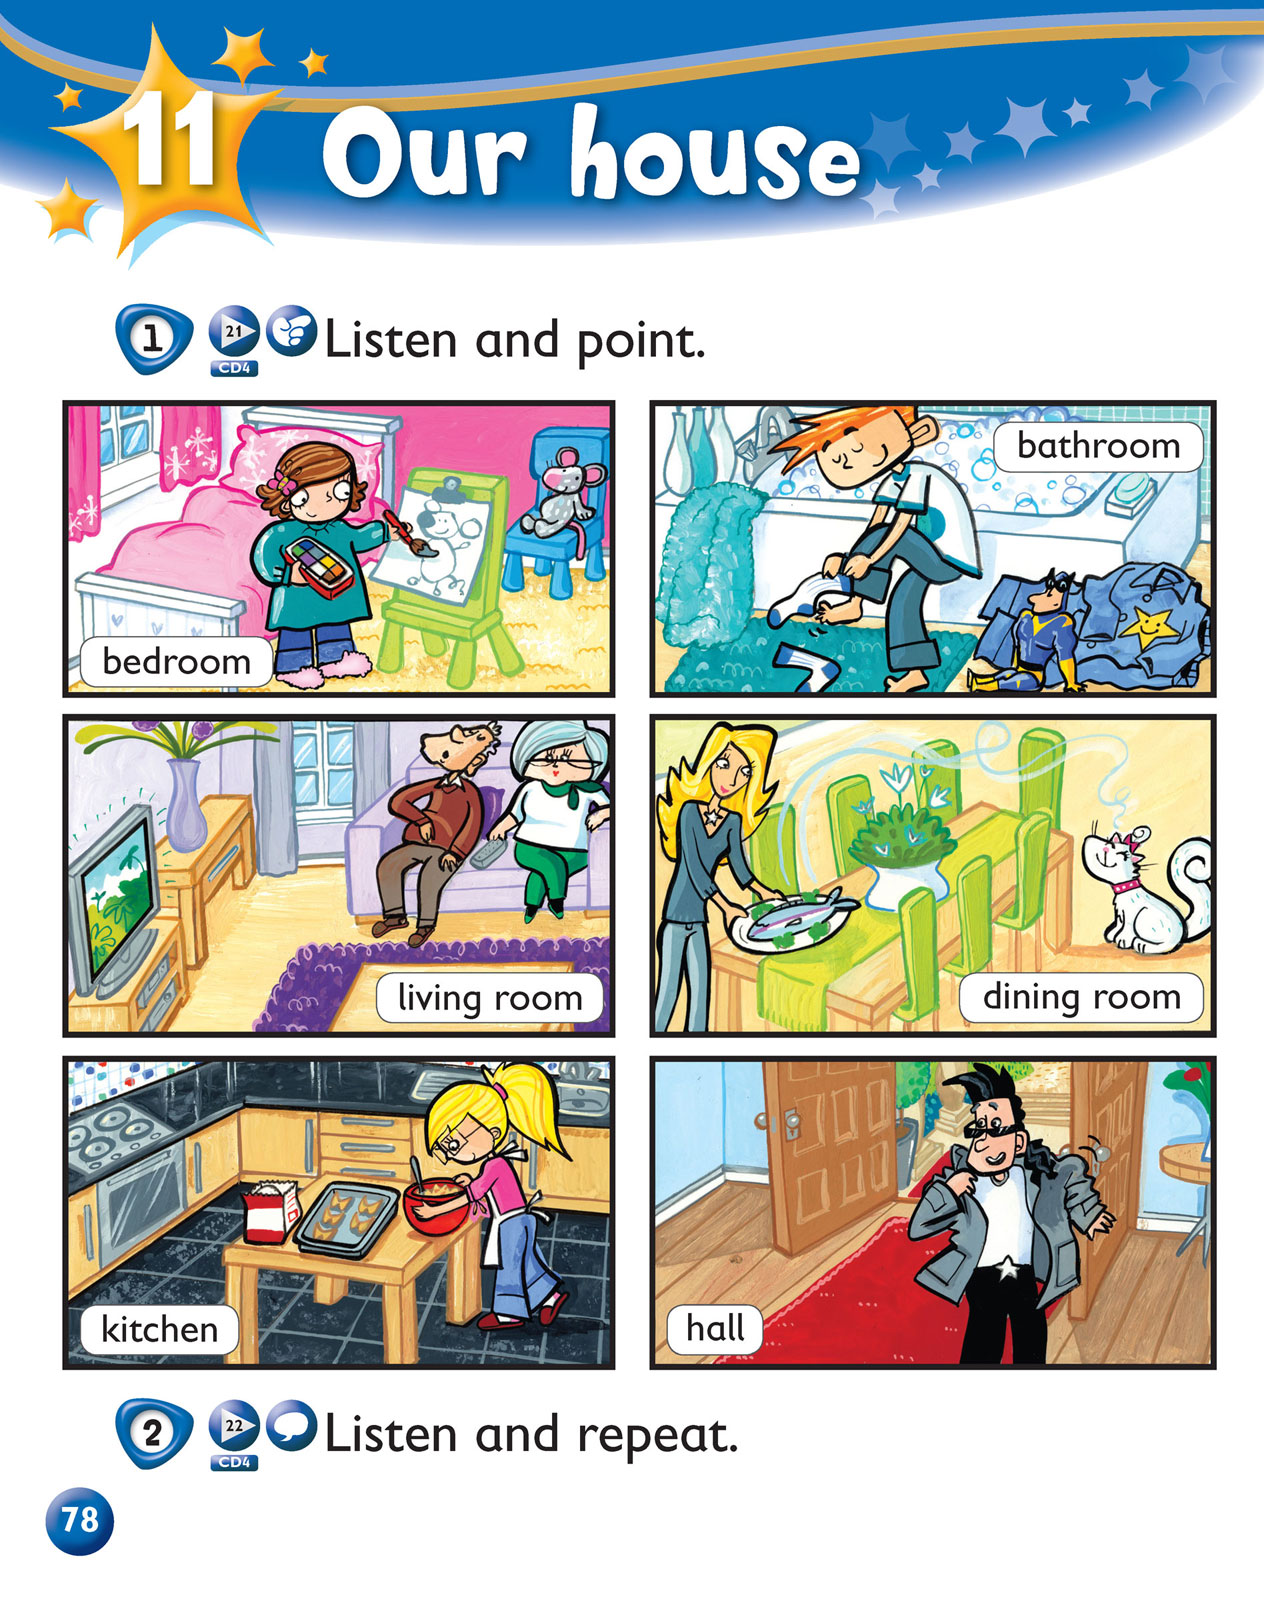 11
Our house
1
21
CD4
Listen and point.
bedroom
bathroom
living room
dining room
kitchen
hall
2
22
CD4
Listen and repeat.
78